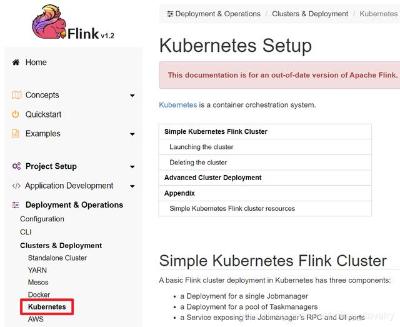 Flink v1.2
Home
Concepts
Quickstart
Examples
Project Setup
Application Development
Deployment & Operations
Configuration
CLI
Clusters & Deployment
Standalone Cluster
YARN
Mesos
Docker
Kubernetes
AWS
Deployment & Operations / Clusters & Deployment / Kubernetes
Kubernetes Setup
This documentation is for an out-of-date version of Apache Flink.
Kubernetes is a container orchestration system.
Simple Kubernetes Flink Cluster
Launching the cluster
Deleting the cluster
Advanced Cluster Deployment
Appendix
Simple Kubernetes Flink cluster resources
Simple Kubernetes Flink Cluster
A basic Flink cluster deployment in Kubernetes has three components:
• a Deployment for a single Jobmanager
• a Deployment for a pool of Taskmanagers
• a Service exposing the Jobmanager's RPC and UI ports